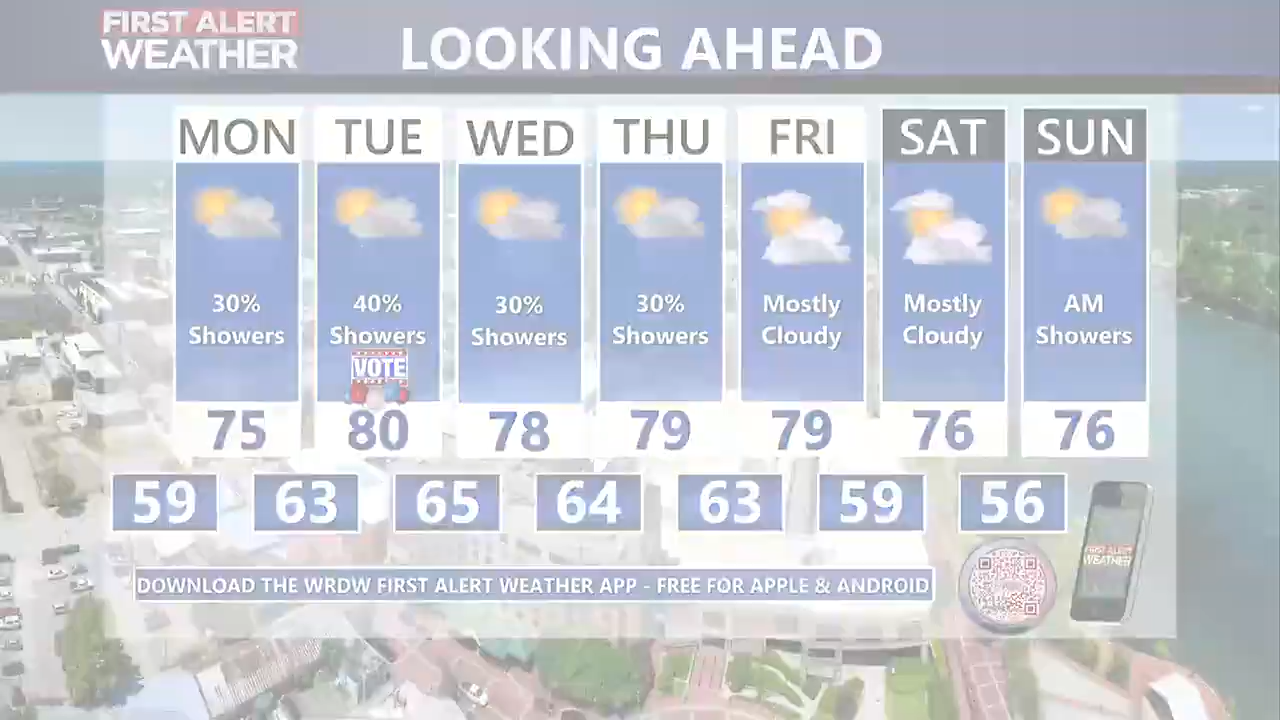 FIRST ALERT
WEATHER
LOOKING AHEAD
MON TUE WED THU FRI SAT SUN
30% 40% 30% 30% Mostly Mostly AM
Showers Showers Showers Showers Cloudy Cloudy Showers
VOTE
75 80 78 79 79 76 76
59 63 65 64 63 59 56
FIRST ALERT
WEATHER
DOWNLOAD THE WRDW FIRST ALERT WEATHER APP - FREE FOR APPLE & ANDROID